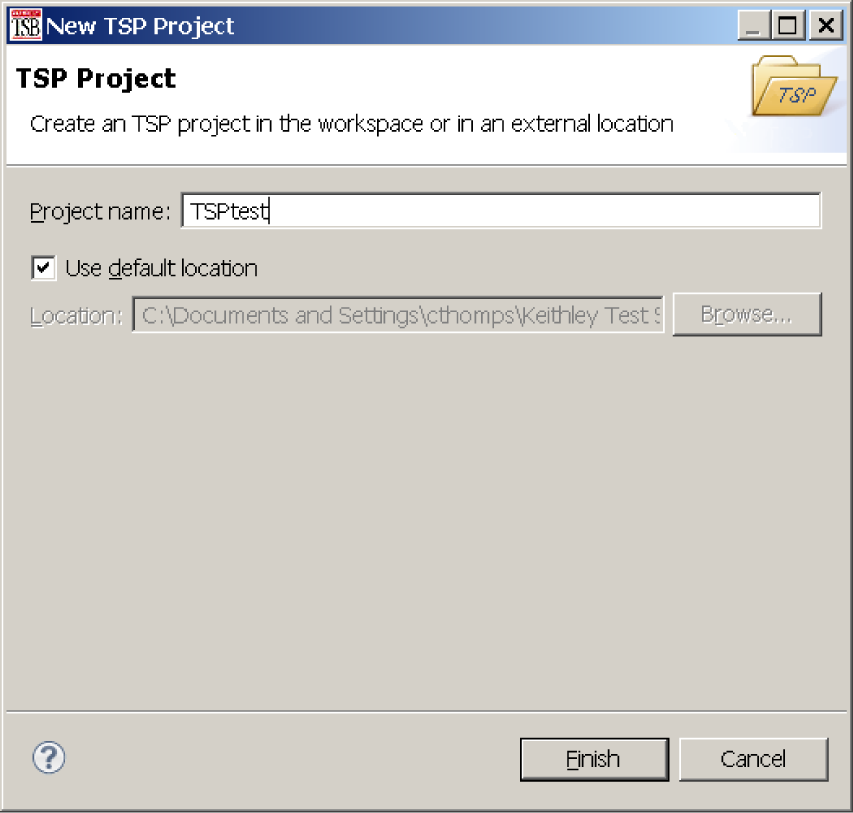 TSB New TSP Project
TSP Project
TSP
Create an TSP project in the workspace or in an external location
Project name: TSPtest
Use default location
Location: C:\Documents and Settings\cthomps\Keithley Test Browse...
? Finish Cancel